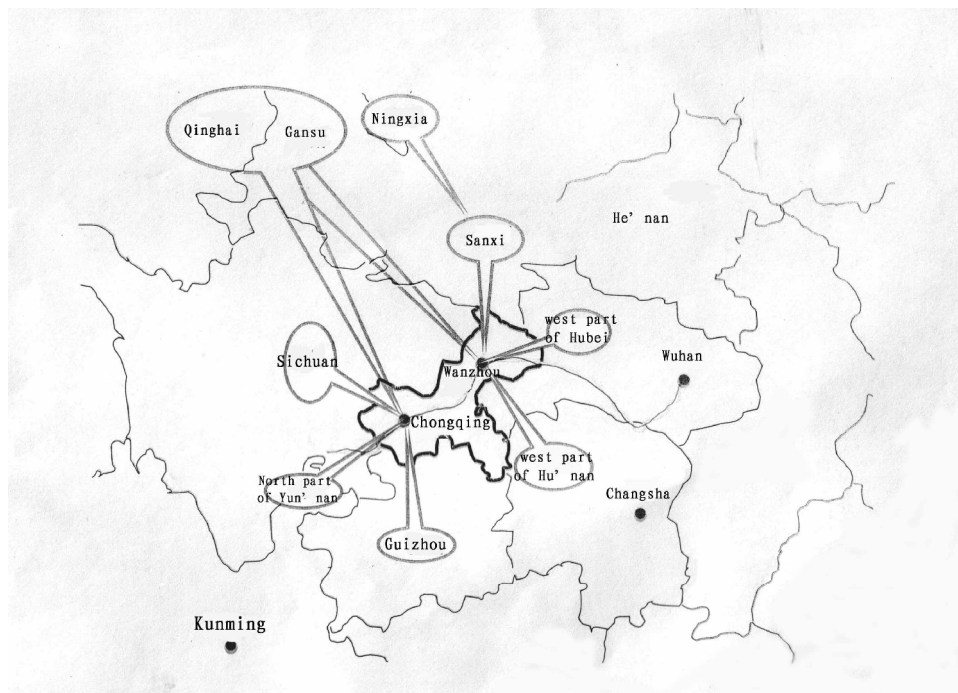 Qinghai
Gansu
Ningxia
He' nan
Sanxi
west part
of Hubei
Sichuan
Wanzhou
Wuhan
Chongqing
west part
of Hu' nan
North part
of Yun' nan
Changsha
Guizhou
Kunming